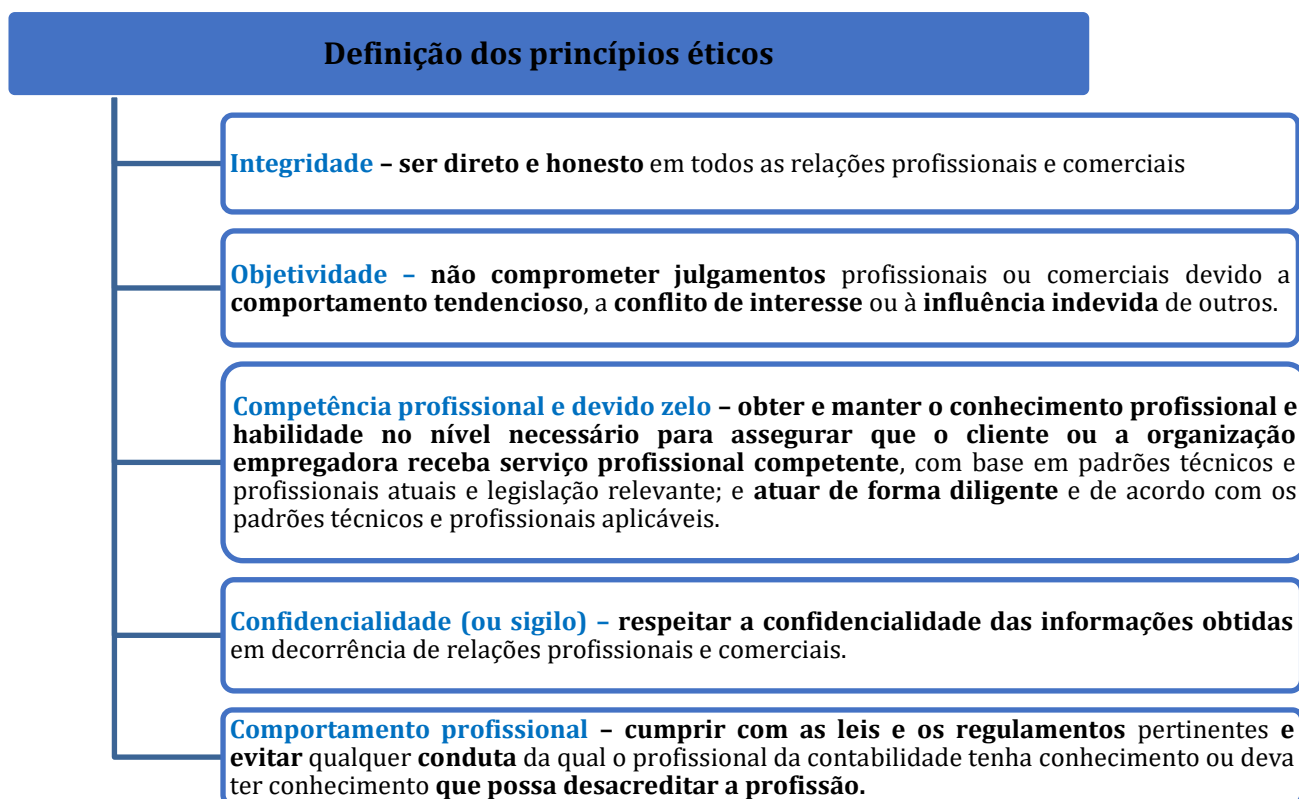 Definição dos princípios éticos
Integridade – ser direto e honesto em todos as relações profissionais e comerciais
Objetividade – não comprometer julgamentos profissionais ou comerciais devido a
comportamento tendencioso, a conflito de interesse ou à influência indevida de outros.
Competência profissional e devido zelo – obter e manter o conhecimento profissional e
habilidade no nível necessário para assegurar que o cliente ou a organização
empregadora receba serviço profissional competente, com base em padrões técnicos e
profissionais atuais e legislação relevante; e atuar de forma diligente e de acordo com os
padrões técnicos e profissionais aplicáveis.
Confidencialidade (ou sigilo) – respeitar a confidencialidade das informações obtidas
em decorrência de relações profissionais e comerciais.
Comportamento profissional – cumprir com as leis e os regulamentos pertinentes e
evitar qualquer conduta da qual o profissional da contabilidade tenha conhecimento ou deva
ter conhecimento que possa desacreditar a profissão.